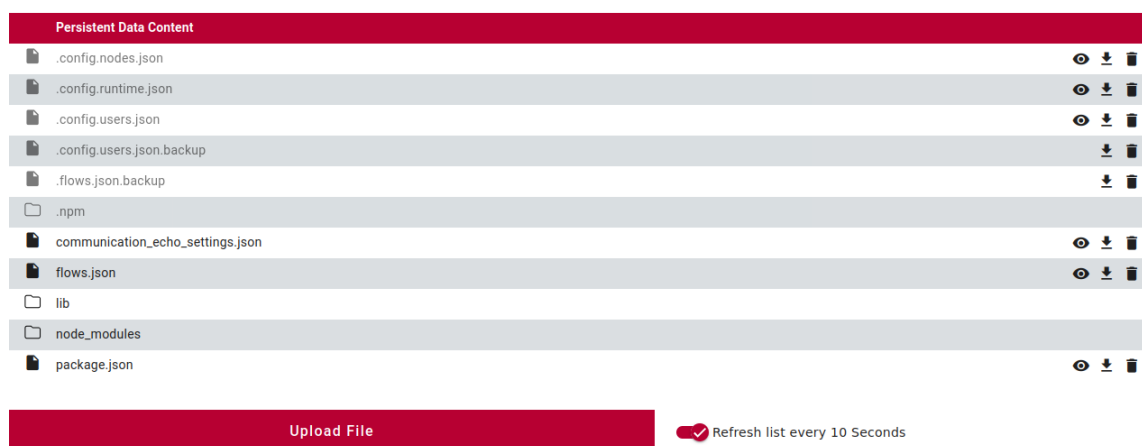 Persistent Data Content
.config.nodes.json
.config.runtime.json
.config.users.json
.config.users.json.backup
.flows.json.backup
.npm
communication_echo_settings.json
flows.json
lib
node_modules
package.json
Upload File
Refresh list every 10 Seconds